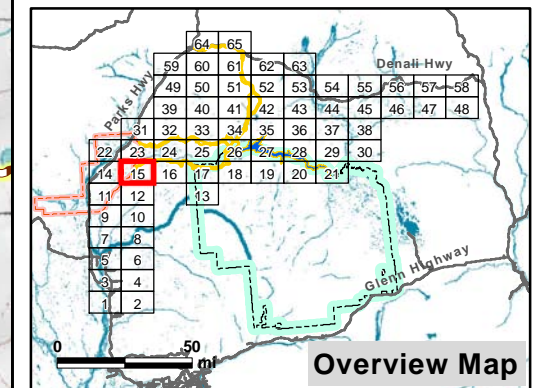 64 65
59 60 61 62 63
Denali Hwy
Parks Hwy
49 50 51 52 53 54 55 56 57 58
39 40 41 42 43 44 45 46 47 48
31 32 33 34 35 36 37 38
22 23 24 25 26 27 28 29 30
14 15 16 17 18 19 20 21
11 12 13
9 10
7 8
5 6
Glenn Highway
3 4
1 2
0 50
mi
Overview Map